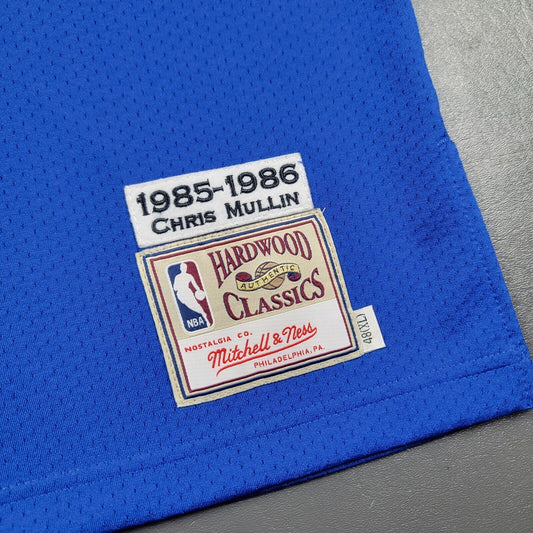 1985-1986
CHRIS MULLIN
HARDWOOD
AUTHENTIC
CLASSICS
NBA
NOSTALGIA CO.
Mitchell & Ness
PHILADELPHIA, PA.
48(XL)